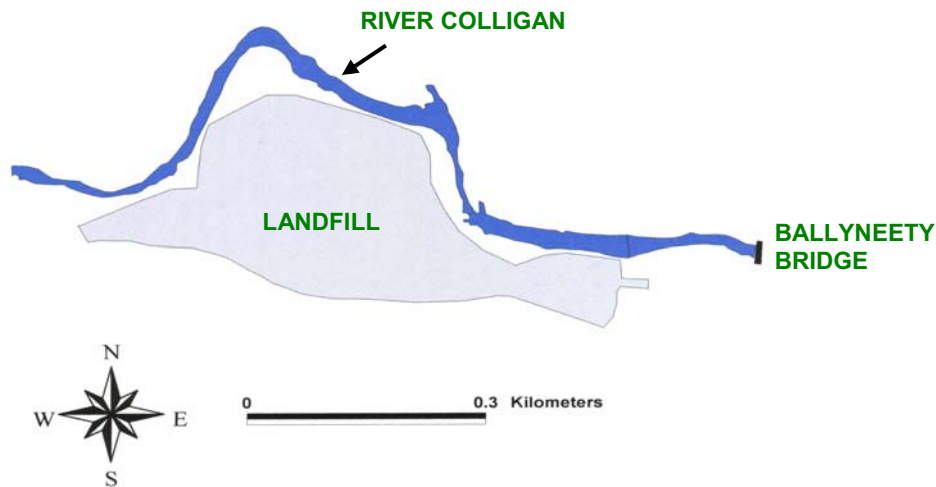 RIVER COLLIGAN
LANDFILL
BALLYNEETY
BRIDGE
N
W
E
S
0
0.3 Kilometers